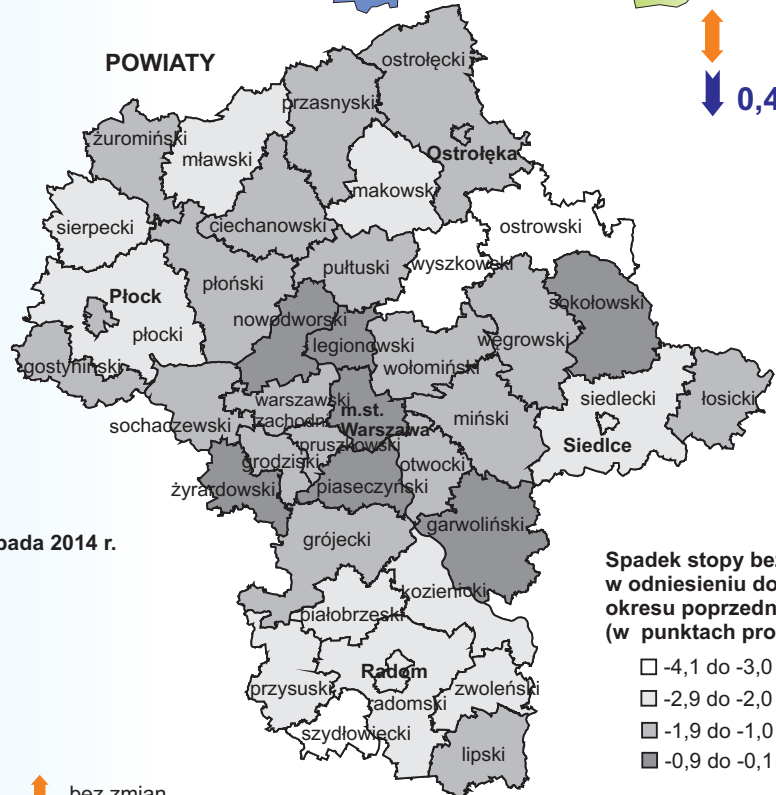 0,4
POWIATY
ostrołęcki
przasnyski
żuromiński
mławski
Ostrołęka
makowski
sierpecki
ciechanowski
ostrowski
wyszkowski
pułtuski
płoński
Płock
sokołowski
nowodworski
płocki
legionowski
węgrowski
wołomiński
gostyniński
siedlecki
łosicki
warszawski
zachodni
m.st.
Warszawa
miński
sochaczewski
pruszkowski
Siedlce
grodziski
otwocki
żyrardowski
piaseczyński
garwoliński
pada 2014 r.
grójecki
kozienicki
białobrzeski
Radom
przysuski
zwoleński
radomski
szydłowiecki
lipski
Spadek stopy bez
w odniesieniu do
okresu poprzedn
(w punktach pro
-4,1 do -3,0
-2,9 do -2,0
-1,9 do -1,0
-0,9 do -0,1
bez zmian